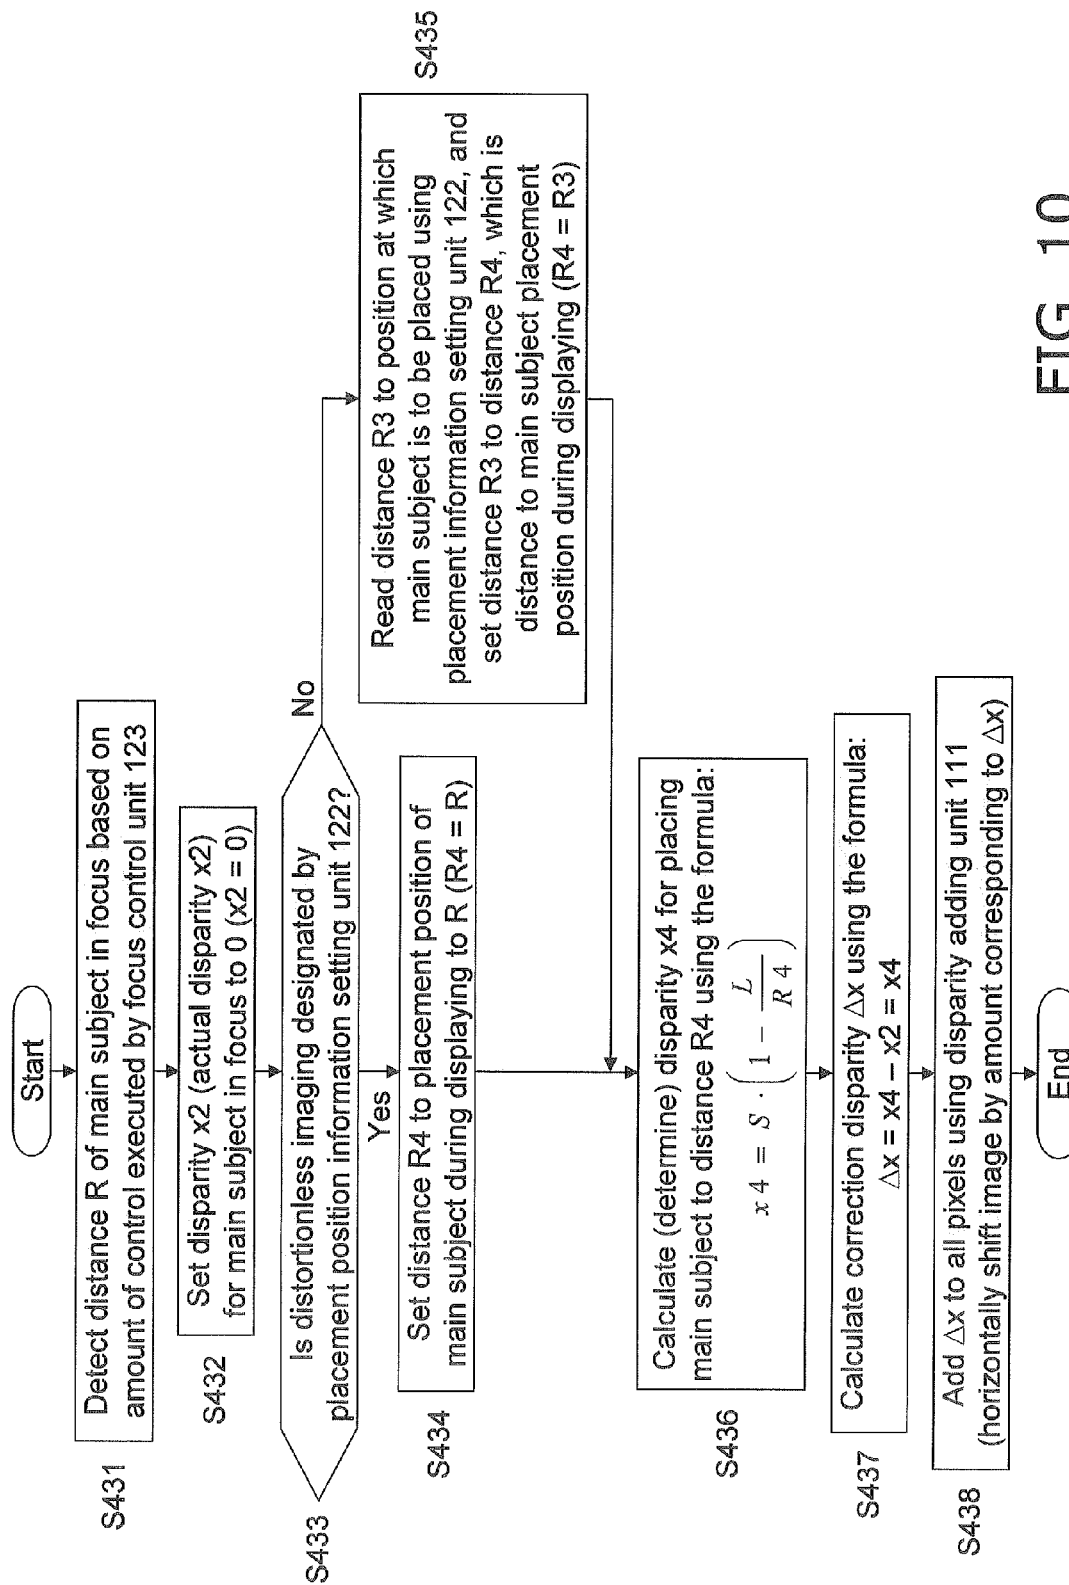 Start
S431
Detect distance R of main subject in focus based on
amount of control executed by focus control unit 123
S432
Set disparity x2 (actual disparity x2)
for main subject in focus to 0 (x2 = 0)
S433
Is distortionless imaging designated by
placement position information setting unit 122?
No
Yes
S434
Set distance R4 to placement position of
main subject during displaying to R (R4 = R)
S435
Read distance R3 to position at which
main subject is to be placed using
placement information setting unit 122, and
set distance R3 to distance R4, which is
distance to main subject placement
position during displaying (R4 = R3)
S436
Calculate (determine) disparity x4 for placing
main subject to distance R4 using the formula:
x4 = S · (1 − L/R4)
S437
Calculate correction disparity Δx using the formula:
Δx = x4 – x2 = x4
S438
Add Δx to all pixels using disparity adding unit 111
(horizontally shift image by amount corresponding to Δx)
End
FIG. 10